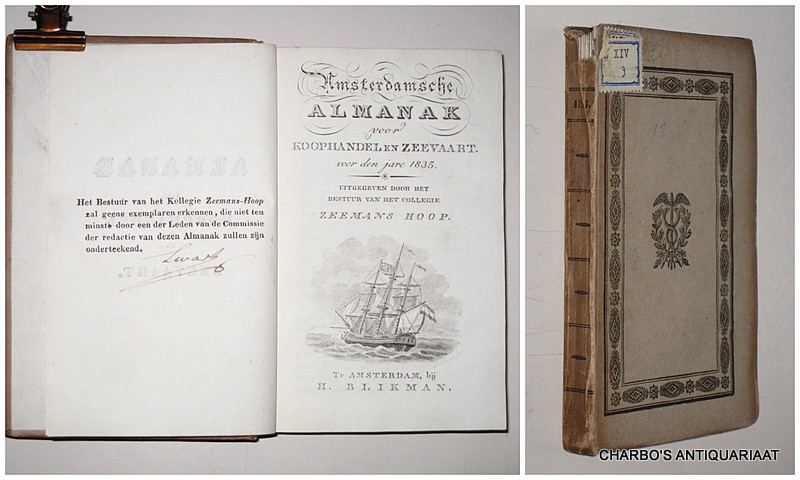 Het Bestuur van het Kollegie Zeemans-Hoop
zal geene exemplaren erkennen, die niet ten
minste door een der Leden van de Commissie
der redactie van dezen Almanak zullen zijn
onderteekend.
Amsterdamsche
ALMANAK
voor
KOOPHANDEL EN ZEEVAART.
voor den jare 1835.
UITGEGEVEN DOOR HET
BESTUUR VAN HET COLLEGIE
ZEEMANS HOOP.
Te AMSTERDAM, bij
H. BLIKMAN.
XIV
3
CHARBO'S ANTIQUARIAAT